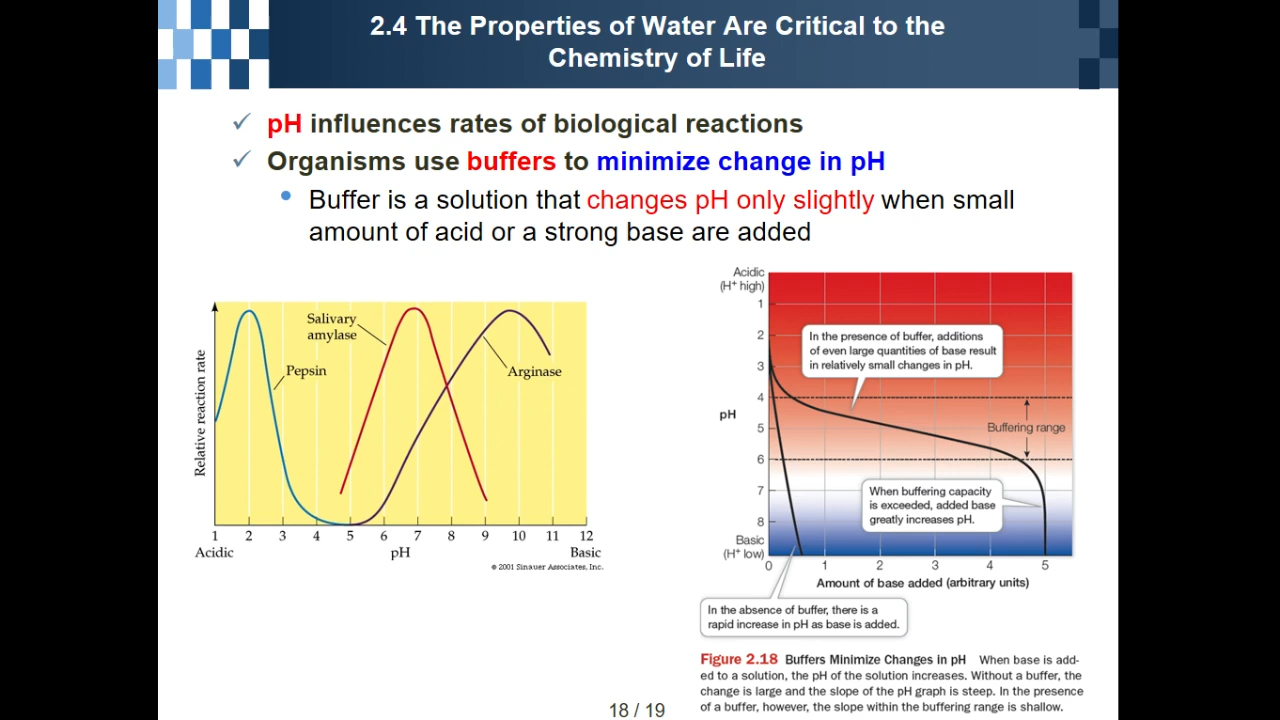 2.4 The Properties of Water Are Critical to the
Chemistry of Life
pH influences rates of biological reactions
Organisms use buffers to minimize change in pH
Buffer is a solution that changes pH only slightly when small
amount of acid or a strong base are added
Relative reaction rate
Salivary
amylase
Pepsin
Arginase
1 2 3 4 5 6 7 8 9 10 11 12
Acidic pH Basic
© 2001 Sinauer Associates, Inc.
Acidic
(H+ high)
1
2
3
4
5
6
7
8
Basic
(H+ low)
pH
In the presence of buffer, additions
of even large quantities of base result
in relatively small changes in pH.
Buffering range
When buffering capacity
is exceeded, added base
greatly increases pH.
0 1 2 3 4 5
Amount of base added (arbitrary units)
In the absence of buffer, there is a
rapid increase in pH as base is added.
Figure 2.18 Buffers Minimize Changes in pH When base is add-
ed to a solution, the pH of the solution increases. Without a buffer, the
change is large and the slope of the pH graph is steep. In the presence
of a buffer, however, the slope within the buffering range is shallow.
18 / 19